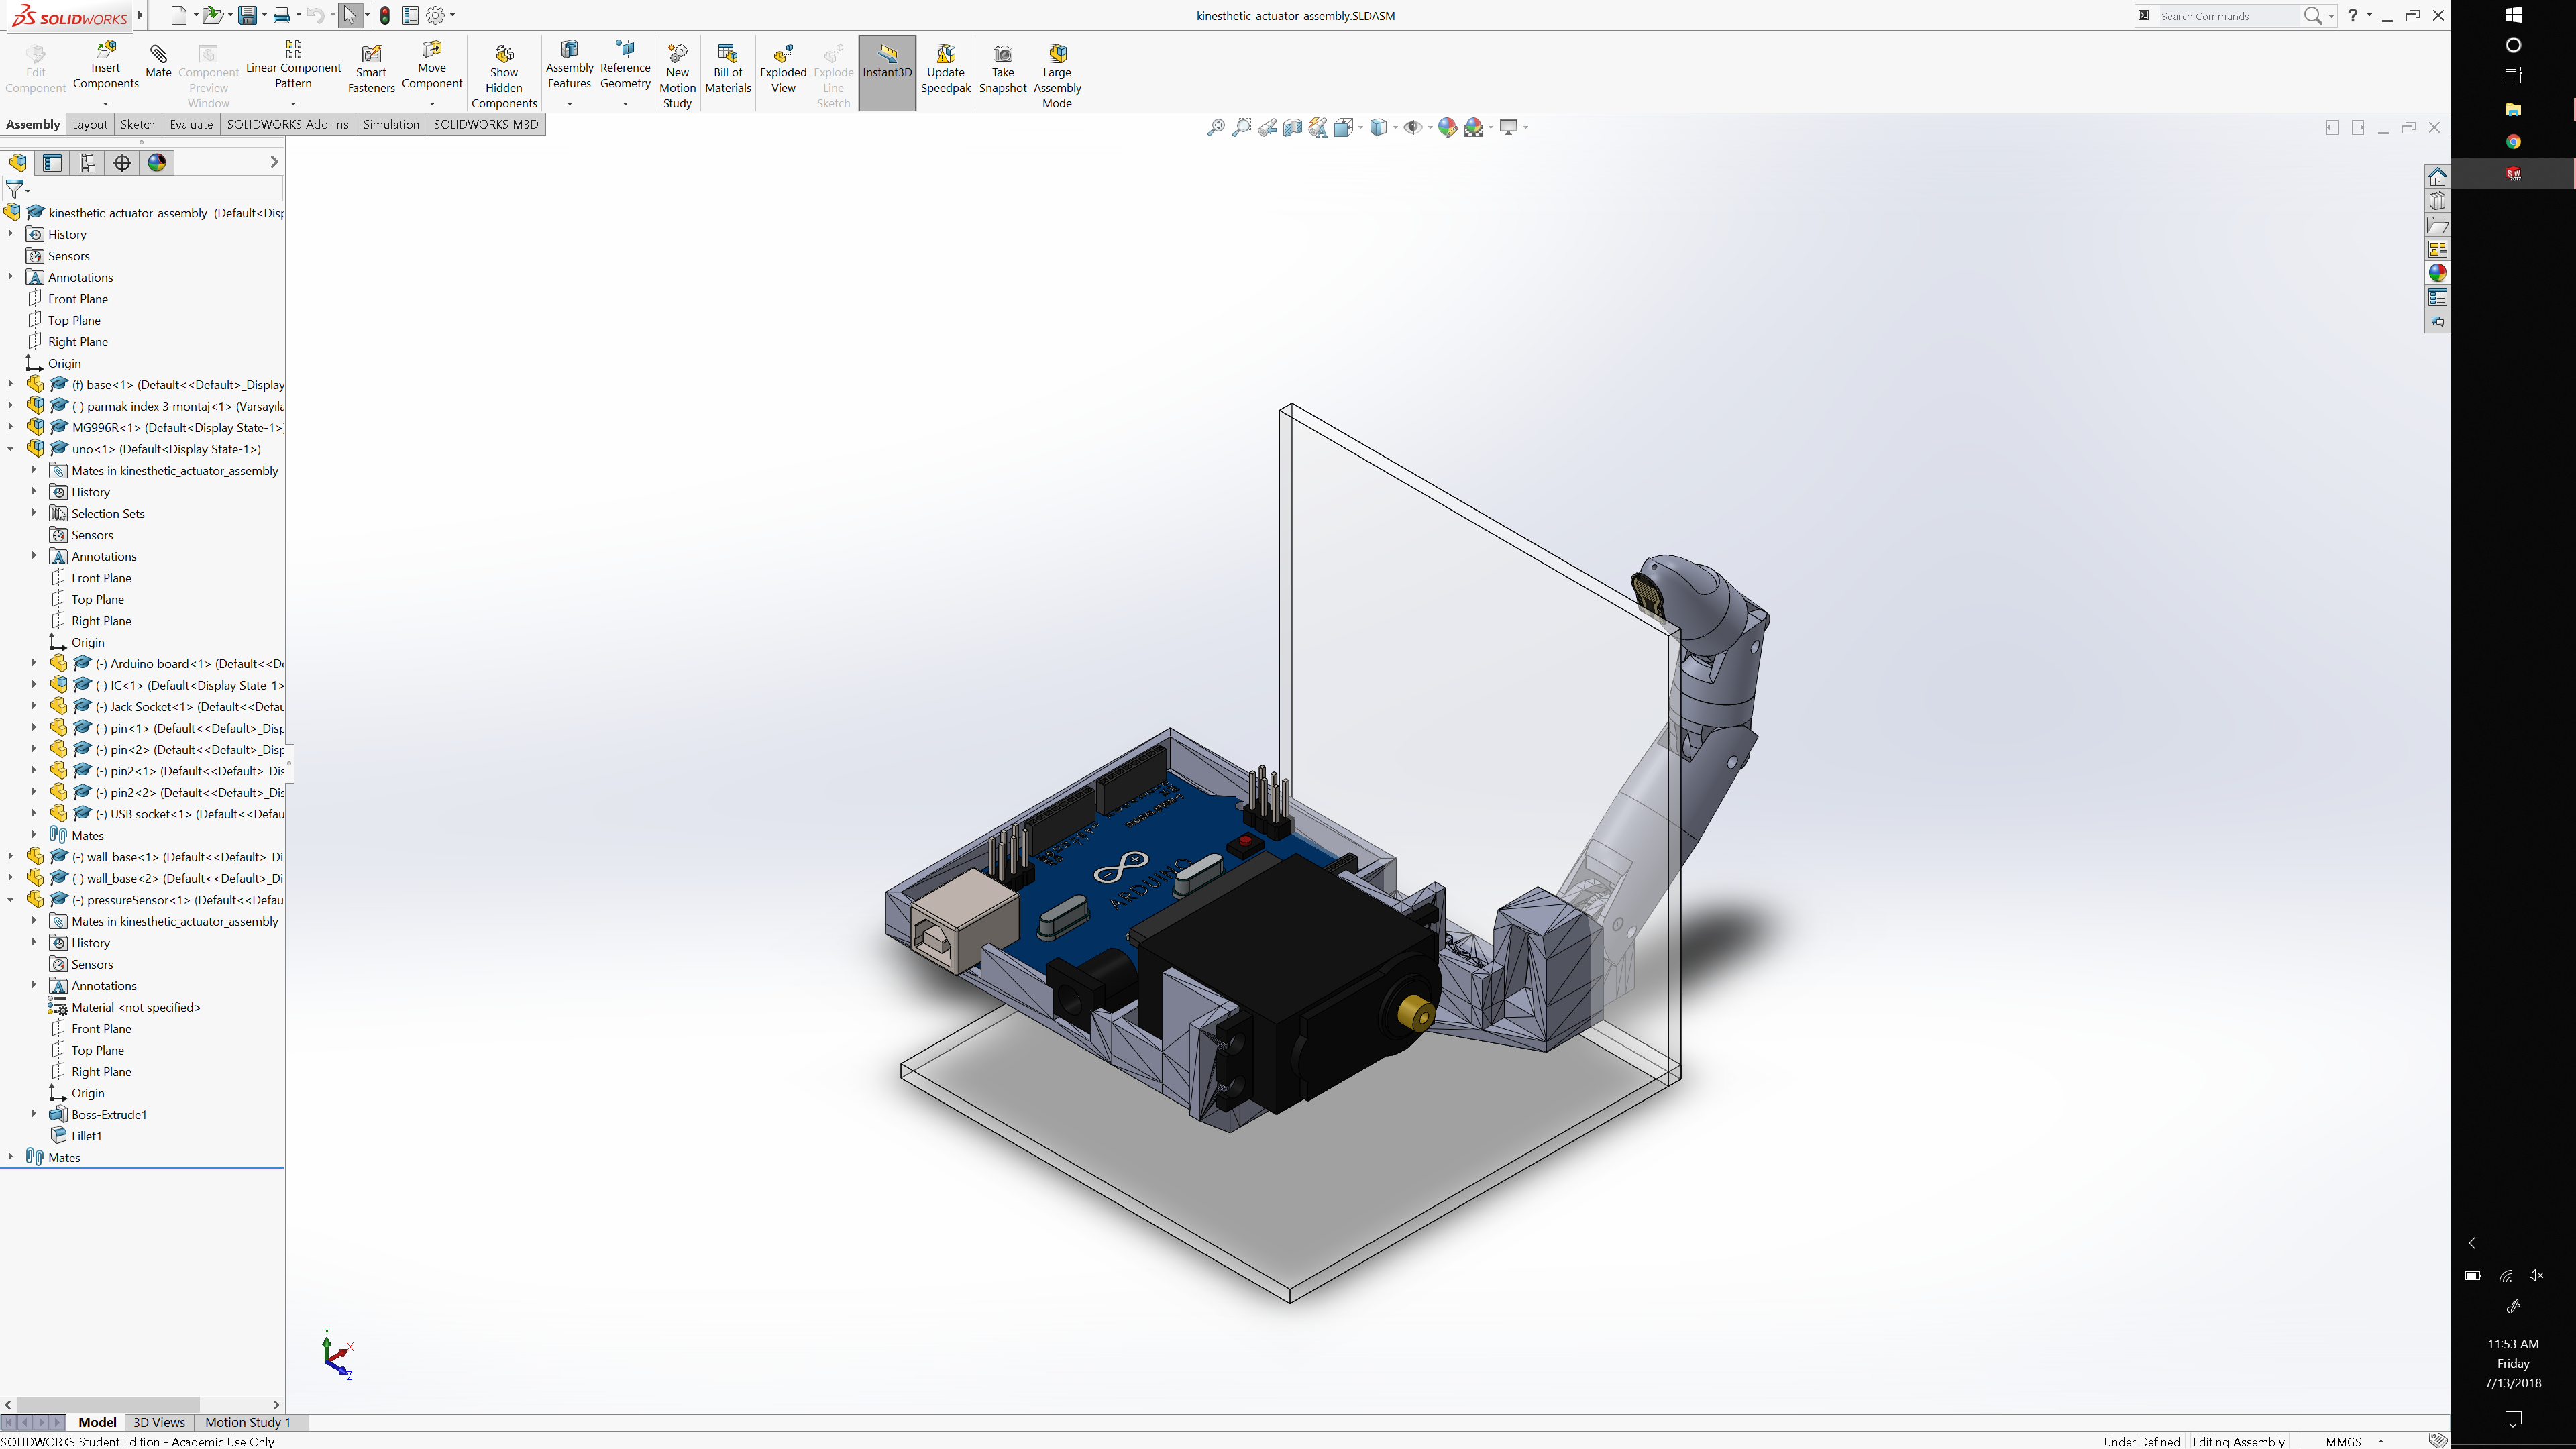 SOLIDWORKS
kinesthetic_actuator_assembly.SLDASM
Search Commands
?
Edit Component
Insert Components
Mate
Component Preview Window
Linear Component Pattern
Smart Fasteners
Move Component
Show Hidden Components
Assembly Features
Reference Geometry
New Motion Study
Bill of Materials
Exploded View
Explode Line Sketch
Instant3D
Update Speedpak
Take Snapshot
Large Assembly Mode
Assembly Layout Sketch Evaluate SOLIDWORKS Add-Ins Simulation SOLIDWORKS MBD
kinesthetic_actuator_assembly (Default<Disp
History
Sensors
Annotations
Front Plane
Top Plane
Right Plane
Origin
(f) base<1> (Default<<Default>_Display
(-) parmak index 3 montaj<1> (Varsayıla
MG996R<1> (Default<Display State-1>
uno<1> (Default<Display State-1>)
Mates in kinesthetic_actuator_assembly
History
Selection Sets
Sensors
Annotations
Front Plane
Top Plane
Right Plane
Origin
(-) Arduino board<1> (Default<<De
(-) IC<1> (Default<Display State-1>
(-) Jack Socket<1> (Default<<Defau
(-) pin<1> (Default<<Default>_Disp
(-) pin<2> (Default<<Default>_Disp
(-) pin2<1> (Default<<Default>_Dis
(-) pin2<2> (Default<<Default>_Dis
(-) USB socket<1> (Default<<Defau
Mates
(-) wall_base<1> (Default<<Default>_Di
(-) wall_base<2> (Default<<Default>_Di
(-) pressureSensor<1> (Default<<Defau
Mates in kinesthetic_actuator_assembly
History
Sensors
Annotations
Material <not specified>
Front Plane
Top Plane
Right Plane
Origin
Boss-Extrude1
Fillet1
Mates
ARDUINO
Y
X
Z
Model 3D Views Motion Study 1
SOLIDWORKS Student Edition - Academic Use Only
Under Defined Editing Assembly MMGS
SW
2017
11:53 AM
Friday
7/13/2018